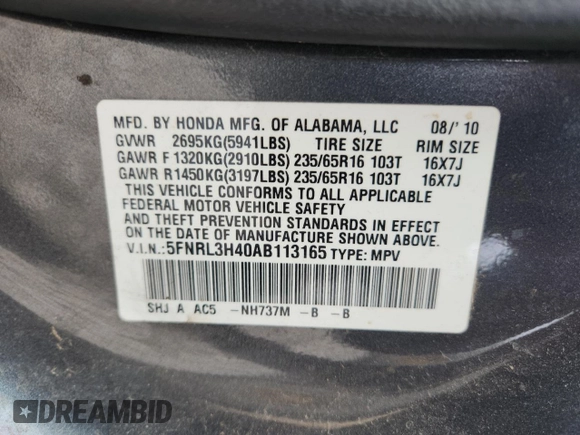 MFD. BY HONDA MFG. OF ALABAMA, LLC 08/'10
GVWR 2695KG(5941LBS) TIRE SIZE RIM SIZE
GAWR F 1320KG(2910LBS) 235/65R16 103T 16X7J
GAWR R1450KG(3197LBS) 235/65R16 103T 16X7J
THIS VEHICLE CONFORMS TO ALL APPLICABLE
FEDERAL MOTOR VEHICLE SAFETY
AND THEFT PREVENTION STANDARDS IN EFFECT
ON THE DATE OF MANUFACTURE SHOWN ABOVE.
V.I.N.: 5FNRL3H40AB113165 TYPE: MPV
SHJ A AC5 -NH737M -B -B
DREAMBID